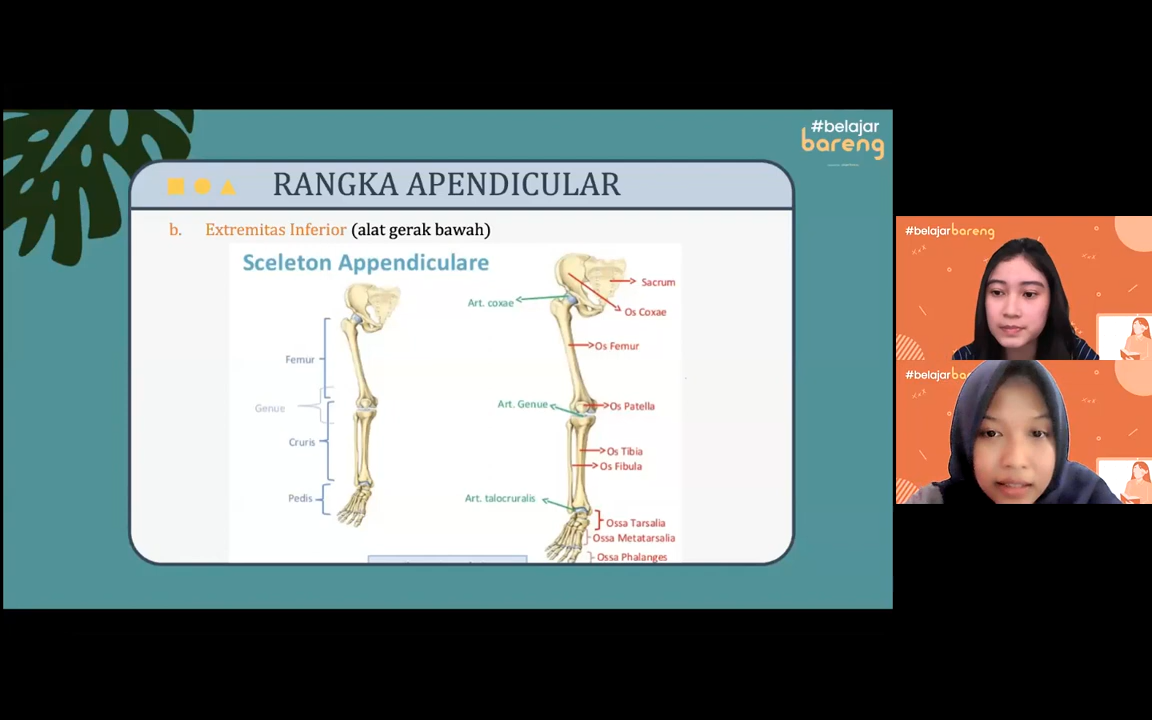 #belajar
bareng
RANGKA APENDICULAR
b. Extremitas Inferior (alat gerak bawah)
Sceleton Appendiculare
Femur
Genue
Cruris
Pedis
Sacrum
Art. coxae
Os Coxae
Os Femur
Art. Genue
Os Patella
Os Tibia
Os Fibula
Art. talocruralis
Ossa Tarsalia
Ossa Metatarsalia
Ossa Phalanges
#belajarbareng
#belajarba